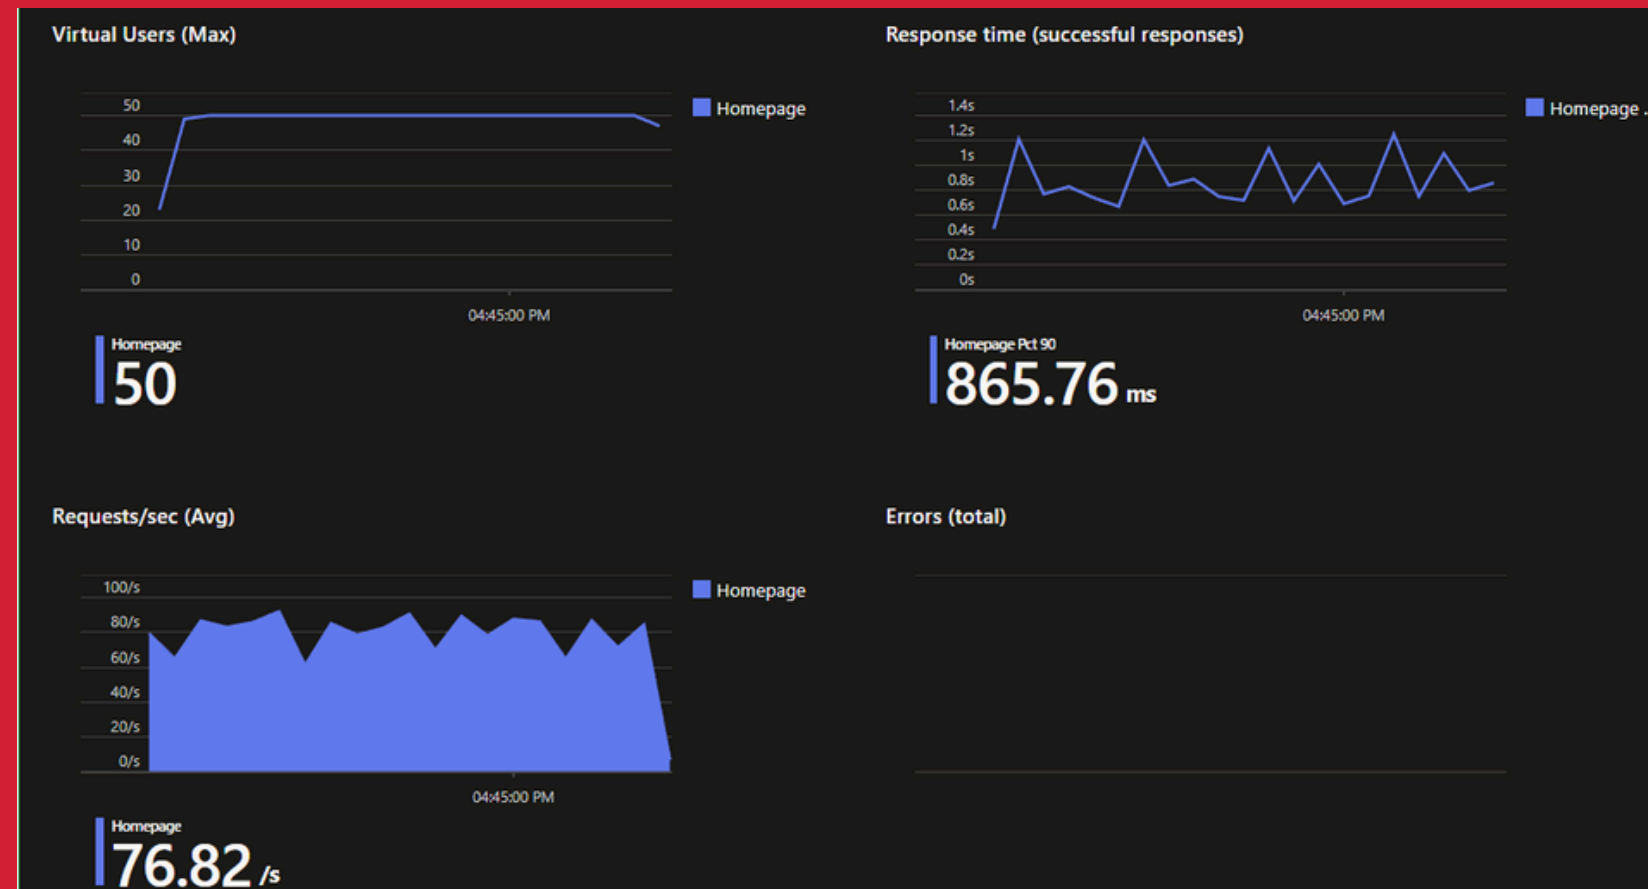 Virtual Users (Max)
50
40
30
20
10
0
04:45:00 PM
Homepage
Homepage
50
Response time (successful responses)
1.4s
1.2s
1s
0.8s
0.6s
0.4s
0.2s
0s
04:45:00 PM
Homepage .
Homepage Pct 90
865.76 ms
Requests/sec (Avg)
100/s
80/s
60/s
40/s
20/s
0/s
04:45:00 PM
Homepage
Homepage
76.82 /s
Errors (total)